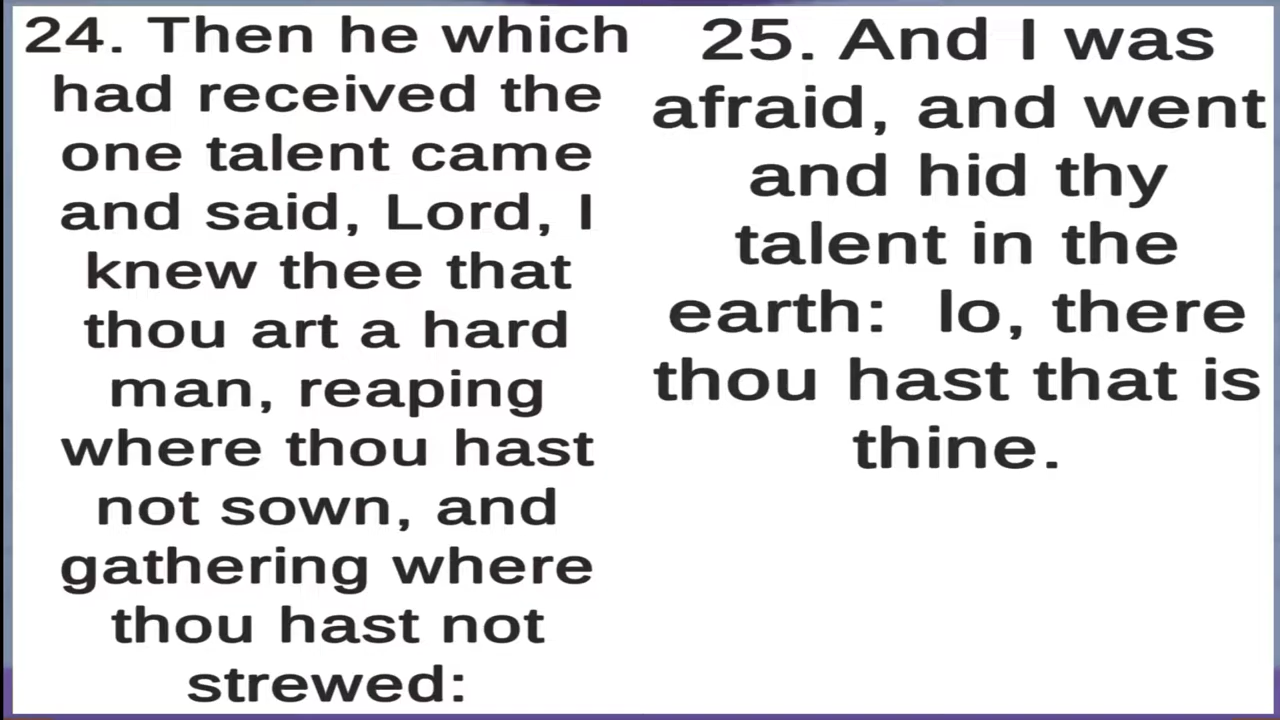 24. Then he which
had received the
one talent came
and said, Lord, I
knew thee that
thou art a hard
man, reaping
where thou hast
not sown, and
gathering where
thou hast not
strewed:
25. And I was
afraid, and went
and hid thy
talent in the
earth:  lo, there
thou hast that is
thine.